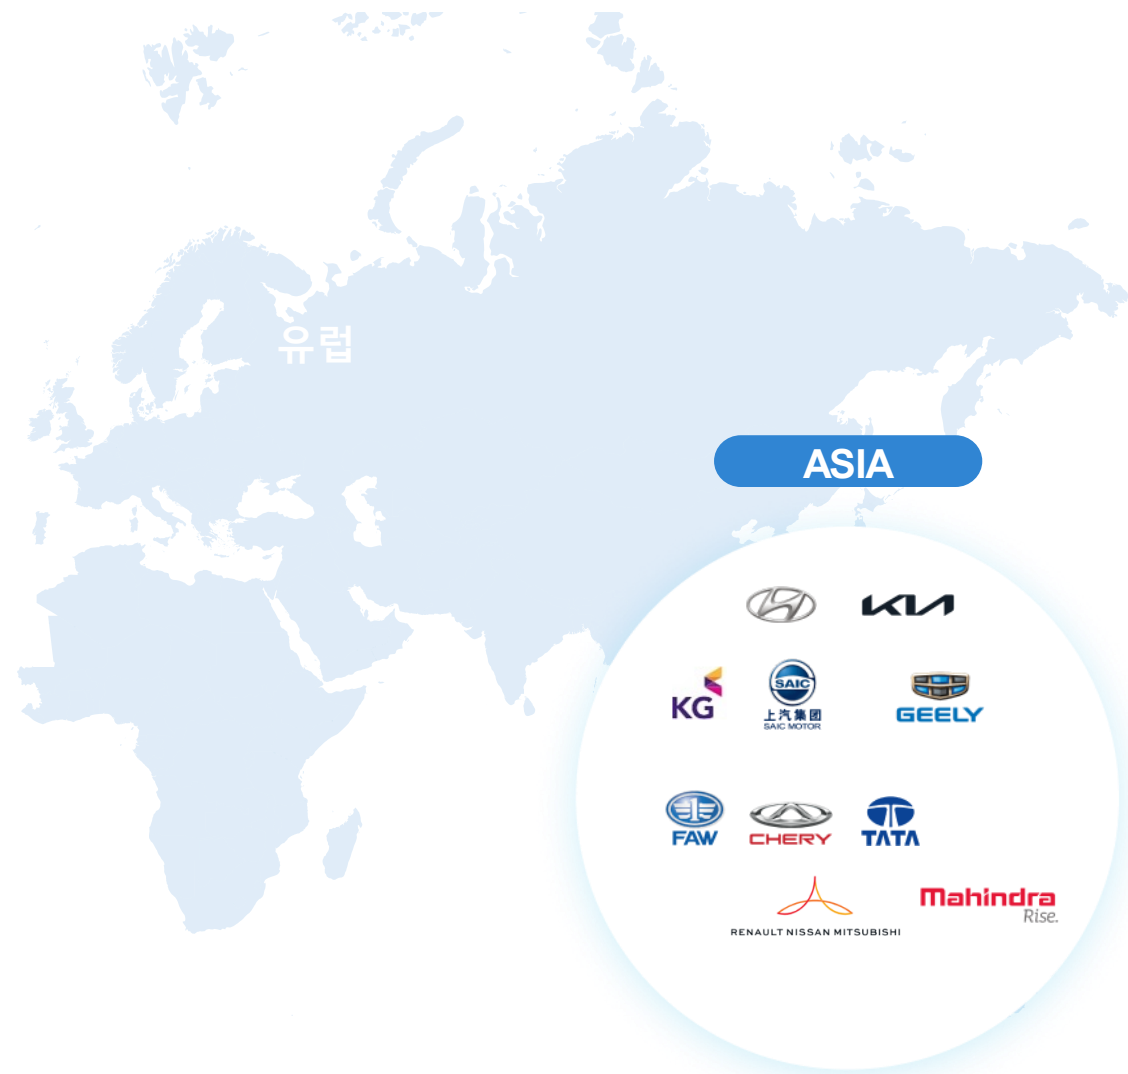 유럽
ASIA
KIA
KG
SAIC
上汽集团
SAIC MOTOR
GEELY
FAW
CHERY
TATA
RENAULT NISSAN MITSUBISHI
Mahindra
Rise.